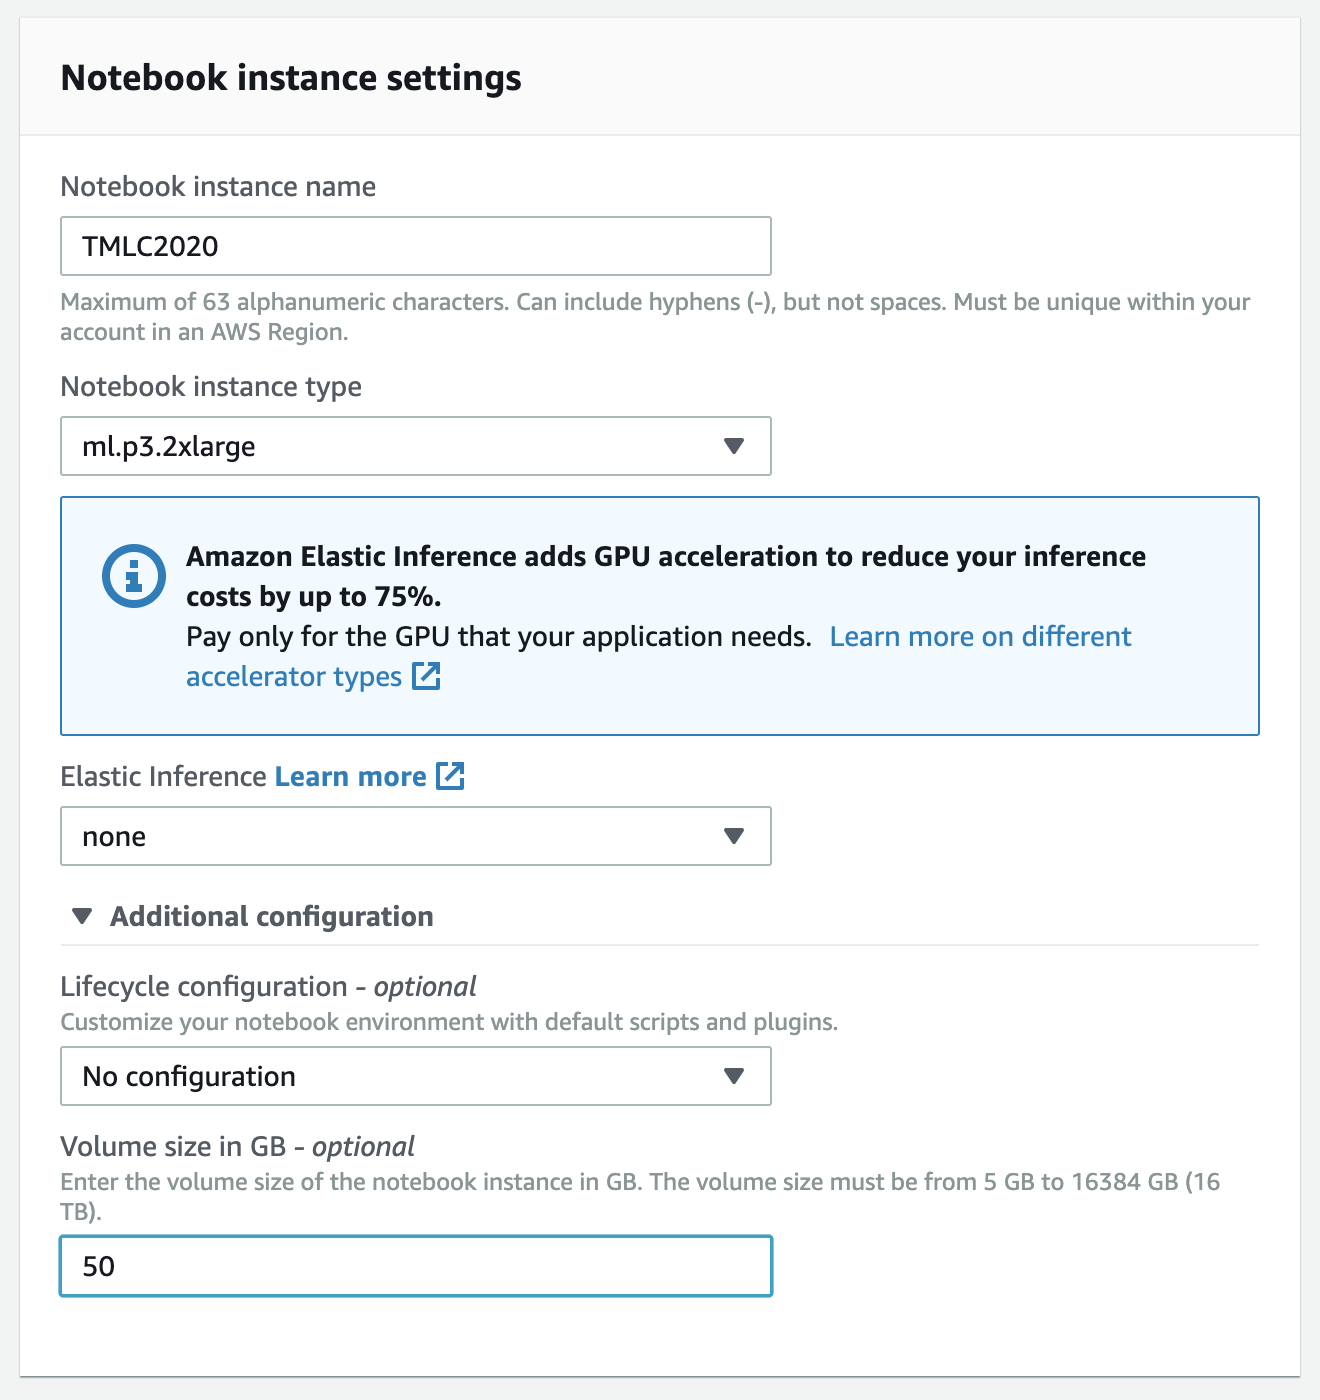 Notebook instance settings
Notebook instance name
TMLC2020
Maximum of 63 alphanumeric characters. Can include hyphens (-), but not spaces. Must be unique within your
account in an AWS Region.
Notebook instance type
ml.p3.2xlarge
Amazon Elastic Inference adds GPU acceleration to reduce your inference
costs by up to 75%.
Pay only for the GPU that your application needs. Learn more on different
accelerator types
Elastic Inference Learn more
none
Additional configuration
Lifecycle configuration - optional
Customize your notebook environment with default scripts and plugins.
No configuration
Volume size in GB - optional
Enter the volume size of the notebook instance in GB. The volume size must be from 5 GB to 16384 GB (16
TB).
50